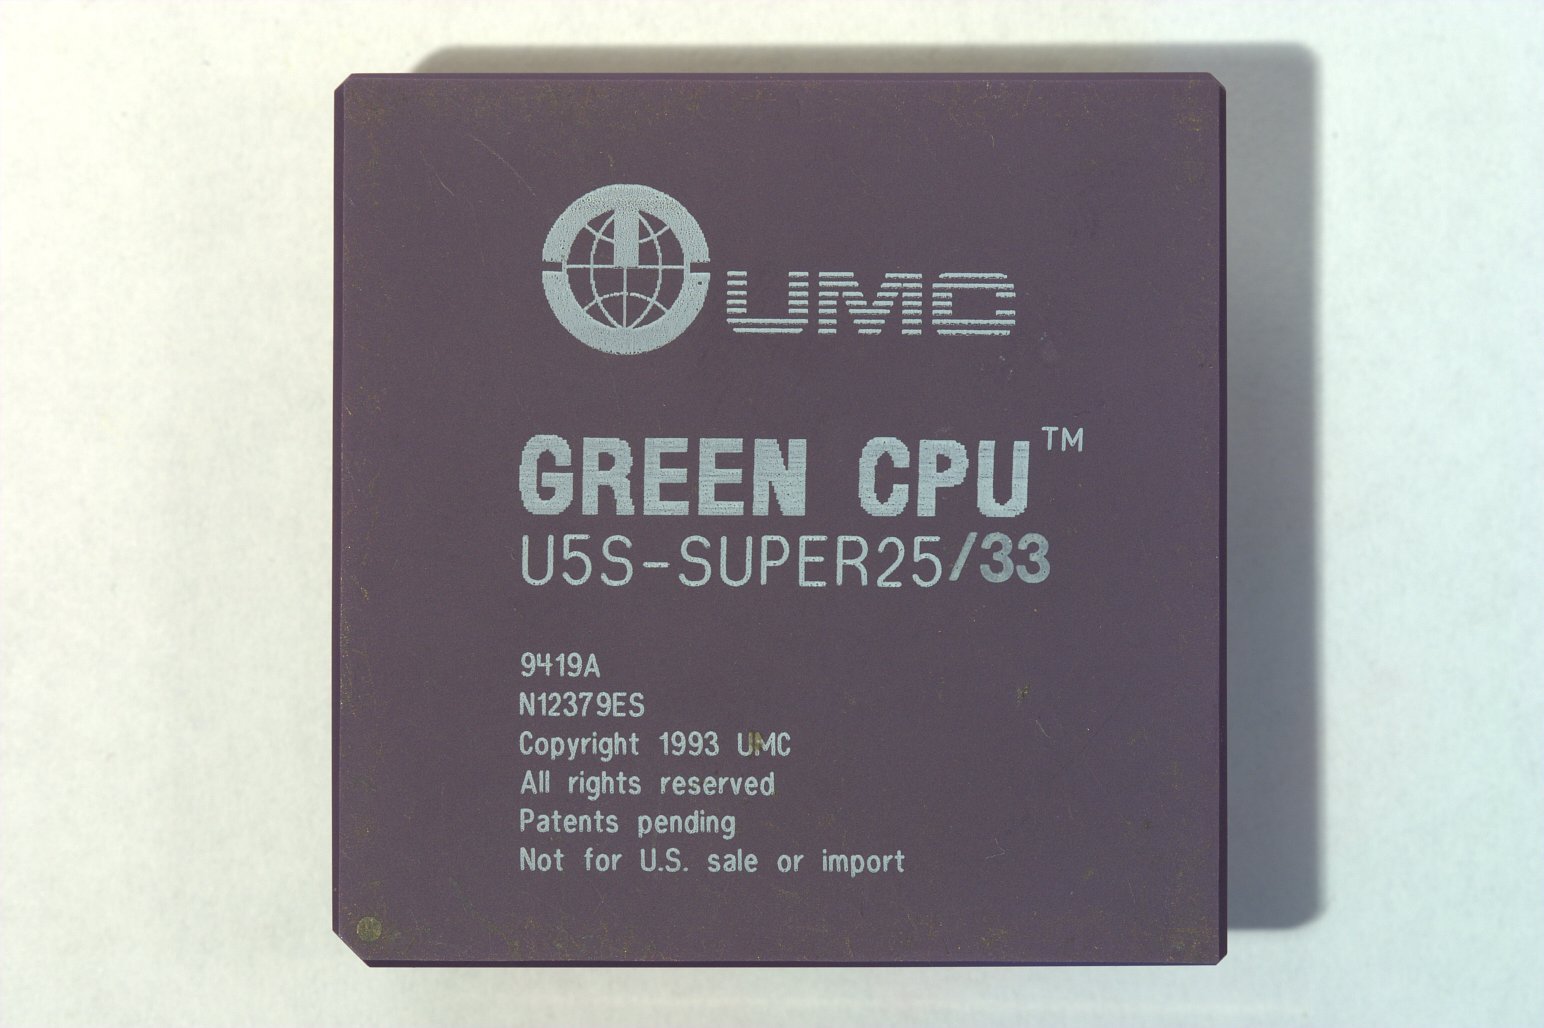 UMC
GREEN CPU™
U5S-SUPER25/33
9419A
N12379ES
Copyright 1993 UMC
All rights reserved
Patents pending
Not for U.S. sale or import